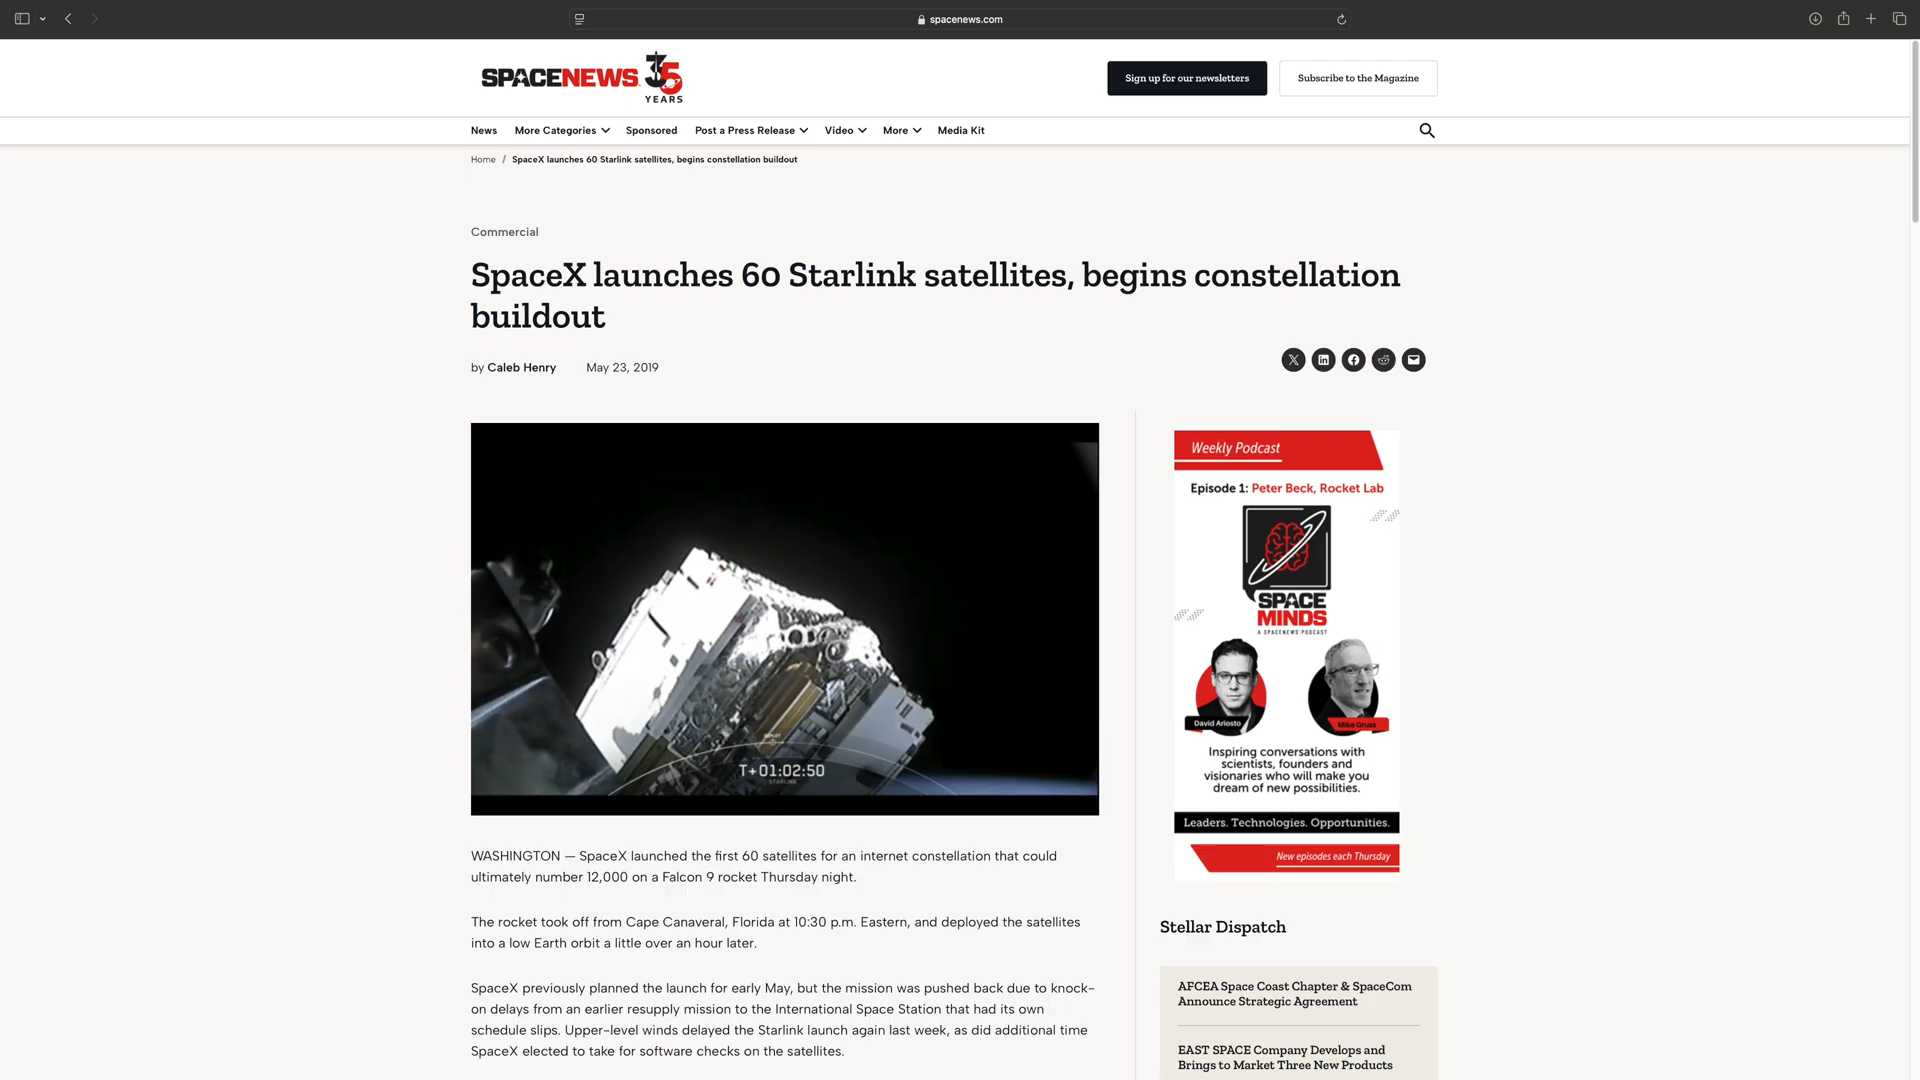 spacenews.com
SPACENEWS 35
YEARS
Sign up for our newsletters
Subscribe to the Magazine
News More Categories Sponsored Post a Press Release Video More Media Kit
Home / SpaceX launches 60 Starlink satellites, begins constellation buildout
Commercial
SpaceX launches 60 Starlink satellites, begins constellation
buildout
by Caleb Henry May 23, 2019
T+01:02:50
STARLINK
WASHINGTON — SpaceX launched the first 60 satellites for an internet constellation that could
ultimately number 12,000 on a Falcon 9 rocket Thursday night.
The rocket took off from Cape Canaveral, Florida at 10:30 p.m. Eastern, and deployed the satellites
into a low Earth orbit a little over an hour later.
SpaceX previously planned the launch for early May, but the mission was pushed back due to knock-
on delays from an earlier resupply mission to the International Space Station that had its own
schedule slips. Upper-level winds delayed the Starlink launch again last week, as did additional time
SpaceX elected to take for software checks on the satellites.
Weekly Podcast
Episode 1: Peter Beck, Rocket Lab
SPACE
MINDS
A SPACENEWS PODCAST
David Ariosto
Mike Gruss
Inspiring conversations with
scientists, founders and
visionaries who will make you
dream of new possibilities.
Leaders. Technologies. Opportunities.
New episodes each Thursday
Stellar Dispatch
AFCEA Space Coast Chapter & SpaceCom
Announce Strategic Agreement
EAST SPACE Company Develops and
Brings to Market Three New Products